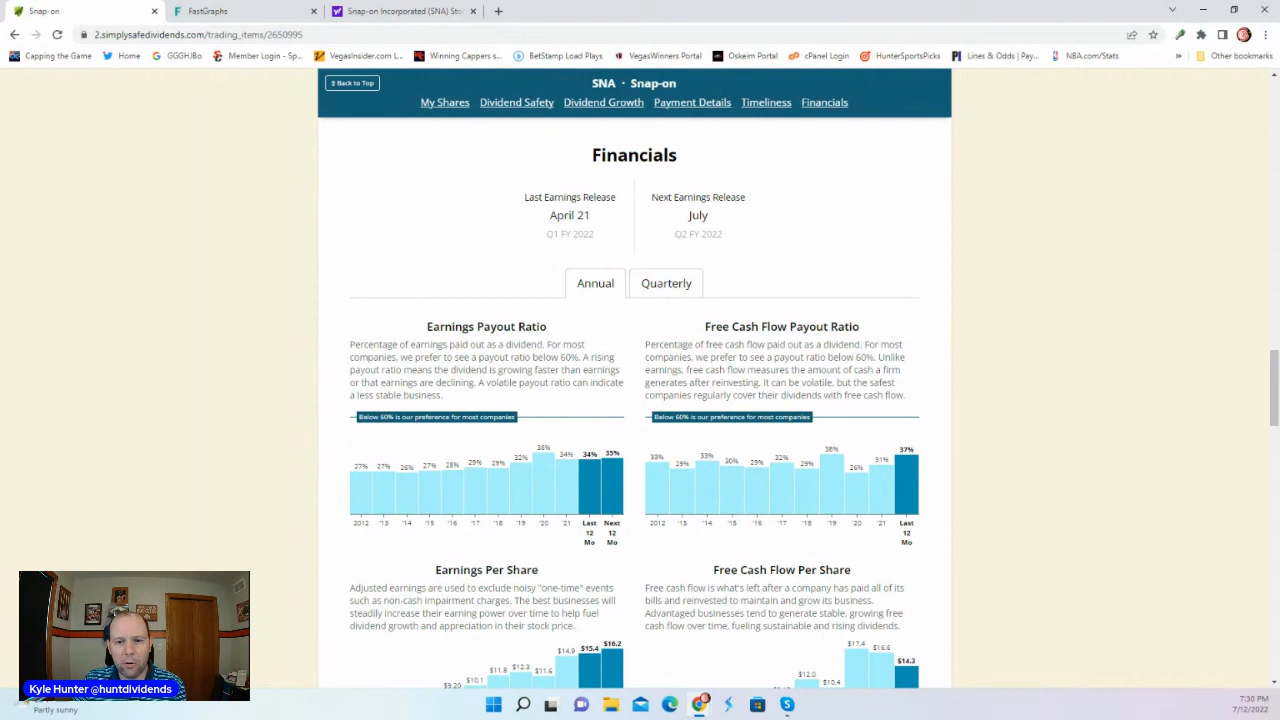 Snap-on
FastGraphs
Snap-on Incorporated (SNA) Sto
2.simplysafedividends.com/trading_items/2650995
Capping the Game
Home
GGGH/BO
Member Login - Sp...
VegasInsider.com L...
Winning Cappers s...
BetStamp Load Plays
VegasWinners Portal
Oskeim Portal
cPanel Login
HunterSportsPicks
Lines & Odds | Pay...
NBA.com/Stats
Other bookmarks
Back to Top
SNA · Snap-on
My Shares Dividend Safety Dividend Growth Payment Details Timeliness Financials
Financials
Last Earnings Release
April 21
Q1 FY 2022
Next Earnings Release
July
Q2 FY 2022
Annual
Quarterly
Earnings Payout Ratio
Percentage of earnings paid out as a dividend. For most
companies, we prefer to see a payout ratio below 60%. A rising
payout ratio means the dividend is growing faster than earnings
or that earnings are declining. A volatile payout ratio can indicate
a less stable business.
Below 60% is our preference for most companies
27% 27% 26% 27% 28% 29% 29% 32% 38% 34% 34% 35%
2012 '13 '14 '15 '16 '17 '18 '19 '20 '21 Last 12 Mo Next 12 Mo
Free Cash Flow Payout Ratio
Percentage of free cash flow paid out as a dividend. For most
companies, we prefer to see a payout ratio below 60%. Unlike
earnings, free cash flow measures the amount of cash a firm
generates after reinvesting. It can be volatile, but the safest
companies regularly cover their dividends with free cash flow.
Below 60% is our preference for most companies
33% 29% 33% 30% 29% 32% 29% 38% 26% 31% 37%
2012 '13 '14 '15 '16 '17 '18 '19 '20 '21 Last 12 Mo
Earnings Per Share
Adjusted earnings are used to exclude noisy "one-time" events
such as non-cash impairment charges. The best businesses will
steadily increase their earning power over time to help fuel
dividend growth and appreciation in their stock price.
$9.20 $10.1 $11.8 $12.3 $11.6 $14.9 $15.4 $16.2
Free Cash Flow Per Share
Free cash flow is what's left after a company has paid all of its
bills and reinvested to maintain and grow its business.
Advantaged businesses tend to generate stable, growing free
cash flow over time, fueling sustainable and rising dividends.
$12.0 $10.4 $17.4 $16.6 $14.3
Kyle Hunter @huntdividends
Partly sunny
7:30 PM
7/12/2022